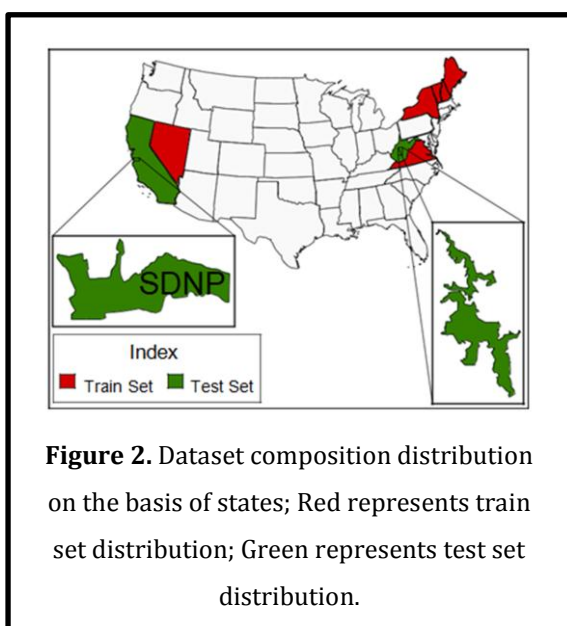 SDNP
Index
Train Set Test Set
Figure 2. Dataset composition distribution
on the basis of states; Red represents train
set distribution; Green represents test set
distribution.